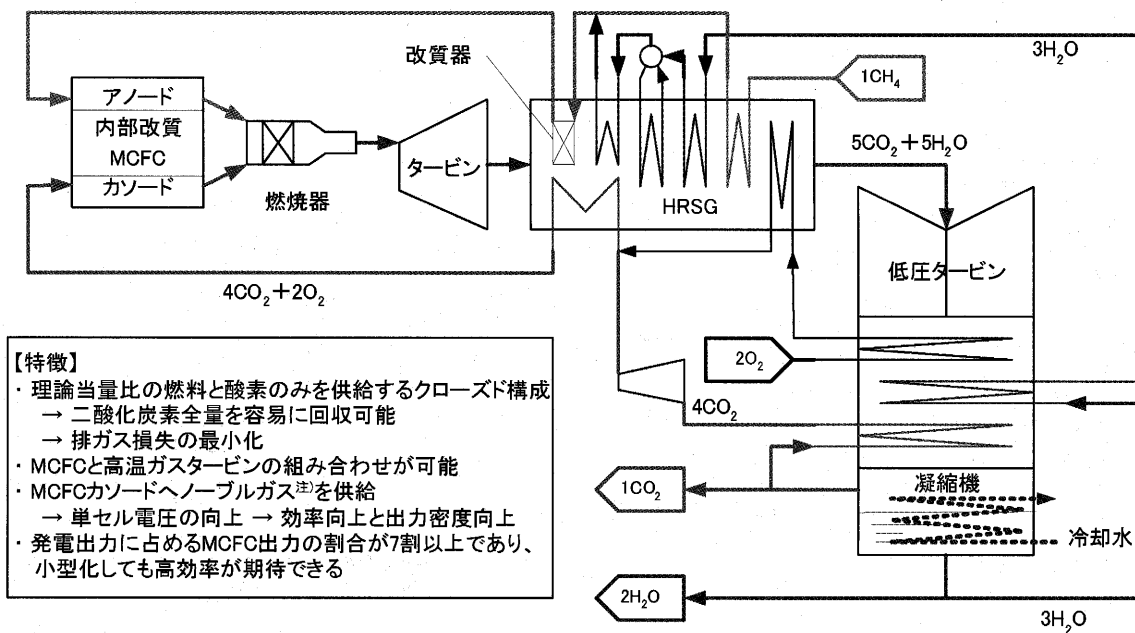 改質器
3H₂O
1CH₄
アノード
内部改質
MCFC
カソード
燃焼器
タービン
HRSG
5CO₂＋5H₂O
4CO₂＋2O₂
低圧タービン
2O₂
4CO₂
1CO₂
凝縮機
冷却水
2H₂O
3H₂O
【特徴】
・理論当量比の燃料と酸素のみを供給するクローズド構成
→ 二酸化炭素全量を容易に回収可能
→ 排ガス損失の最小化
・MCFCと高温ガスタービンの組み合わせが可能
・MCFCカソードへノーブルガス注)を供給
→ 単セル電圧の向上 → 効率向上と出力密度向上
・発電出力に占めるMCFC出力の割合が7割以上であり、
小型化しても高効率が期待できる